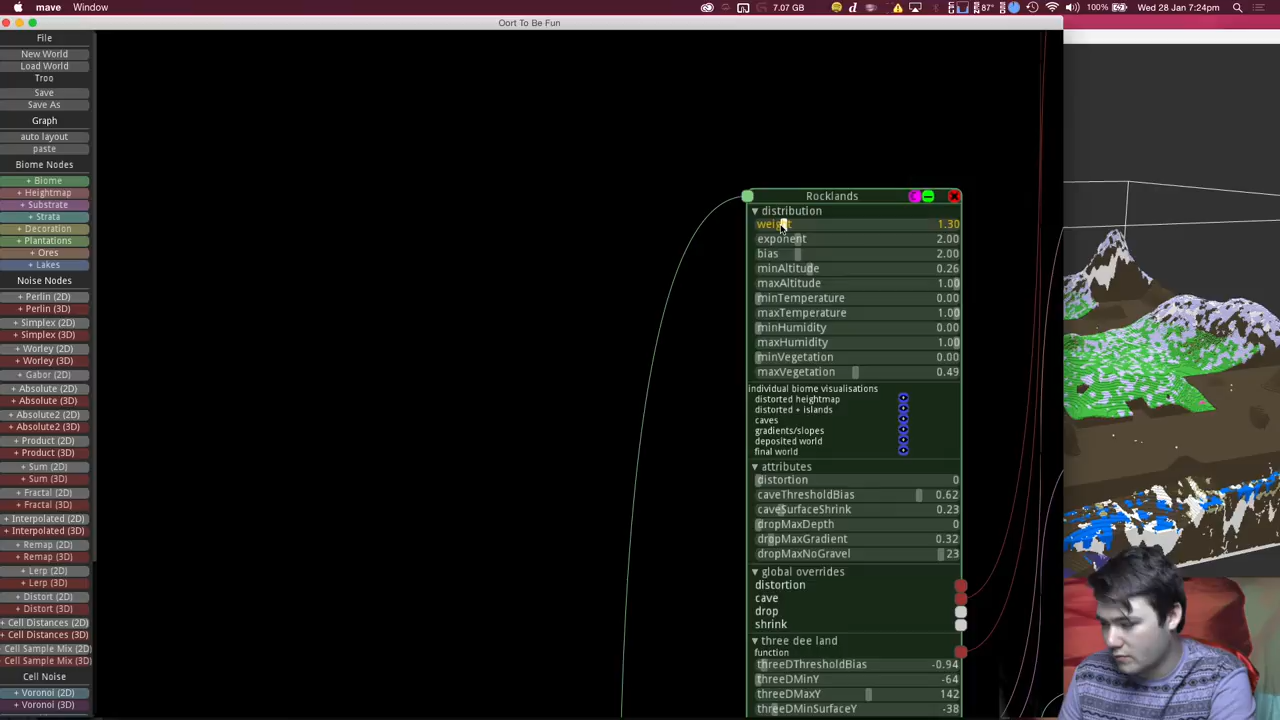 mave Window 7.07 GB 87° 100% Wed 28 Jan 7:24pm
Oort To Be Fun
File
New World
Load World
Troo
Save
Save As
Graph
auto layout
paste
Biome Nodes
+ Biome
+ Heightmap
+ Substrate
+ Strata
+ Decoration
+ Plantations
+ Ores
+ Lakes
Noise Nodes
+ Perlin (2D)
+ Perlin (3D)
+ Simplex (2D)
+ Simplex (3D)
+ Worley (2D)
+ Worley (3D)
+ Gabor (2D)
+ Absolute (2D)
+ Absolute (3D)
+ Absolute2 (2D)
+ Absolute2 (3D)
+ Product (2D)
+ Product (3D)
+ Sum (2D)
+ Sum (3D)
+ Fractal (2D)
+ Fractal (3D)
+ Interpolated (2D)
+ Interpolated (3D)
+ Remap (2D)
+ Remap (3D)
+ Lerp (2D)
+ Lerp (3D)
+ Distort (2D)
+ Distort (3D)
+ Cell Distances (2D)
+ Cell Distances (3D)
+ Cell Sample Mix (2D)
+ Cell Sample Mix (3D)
Cell Noise
+ Voronoi (2D)
+ Voronoi (3D)
Rocklands
▼ distribution
weight 1.30
exponent 2.00
bias 2.00
minAltitude 0.26
maxAltitude 1.00
minTemperature 0.00
maxTemperature 1.00
minHumidity 0.00
maxHumidity 1.00
minVegetation 0.00
maxVegetation 0.49
individual biome visualisations
distorted heightmap
distorted + islands
caves
gradients/slopes
deposited world
final world
▼ attributes
distortion 0
caveThresholdBias 0.62
caveSurfaceShrink 0.23
dropMaxDepth 0
dropMaxGradient 0.32
dropMaxNoGravel 23
▼ global overrides
distortion
cave
drop
shrink
▼ three dee land
function
threeDThresholdBias -0.94
threeDMinY -64
threeDMaxY 142
threeDMinSurfaceY -38